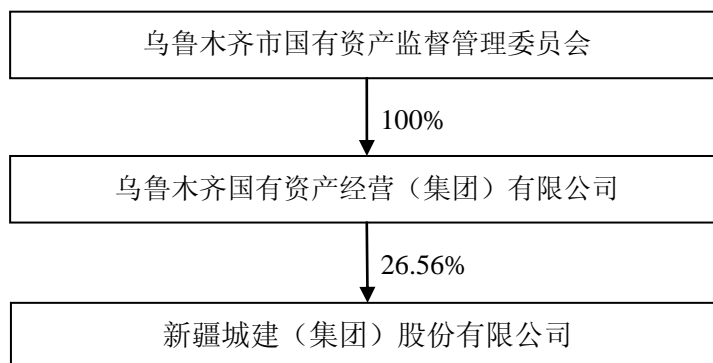 乌鲁木齐市国有资产监督管理委员会
100%
乌鲁木齐国有资产经营（集团）有限公司
26.56%
新疆城建（集团）股份有限公司